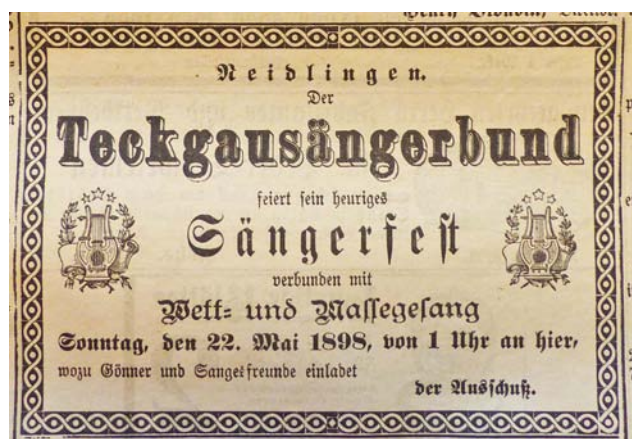 Neidlingen.
Der
Teckgausängerbund
feiert sein heuriges
Sängerfest
verbunden mit
Wett- und Massegesang
Sonntag, den 22. Mai 1898, von 1 Uhr an hier,
wozu Gönner und Sangesfreunde einladet
der Ausschuß.